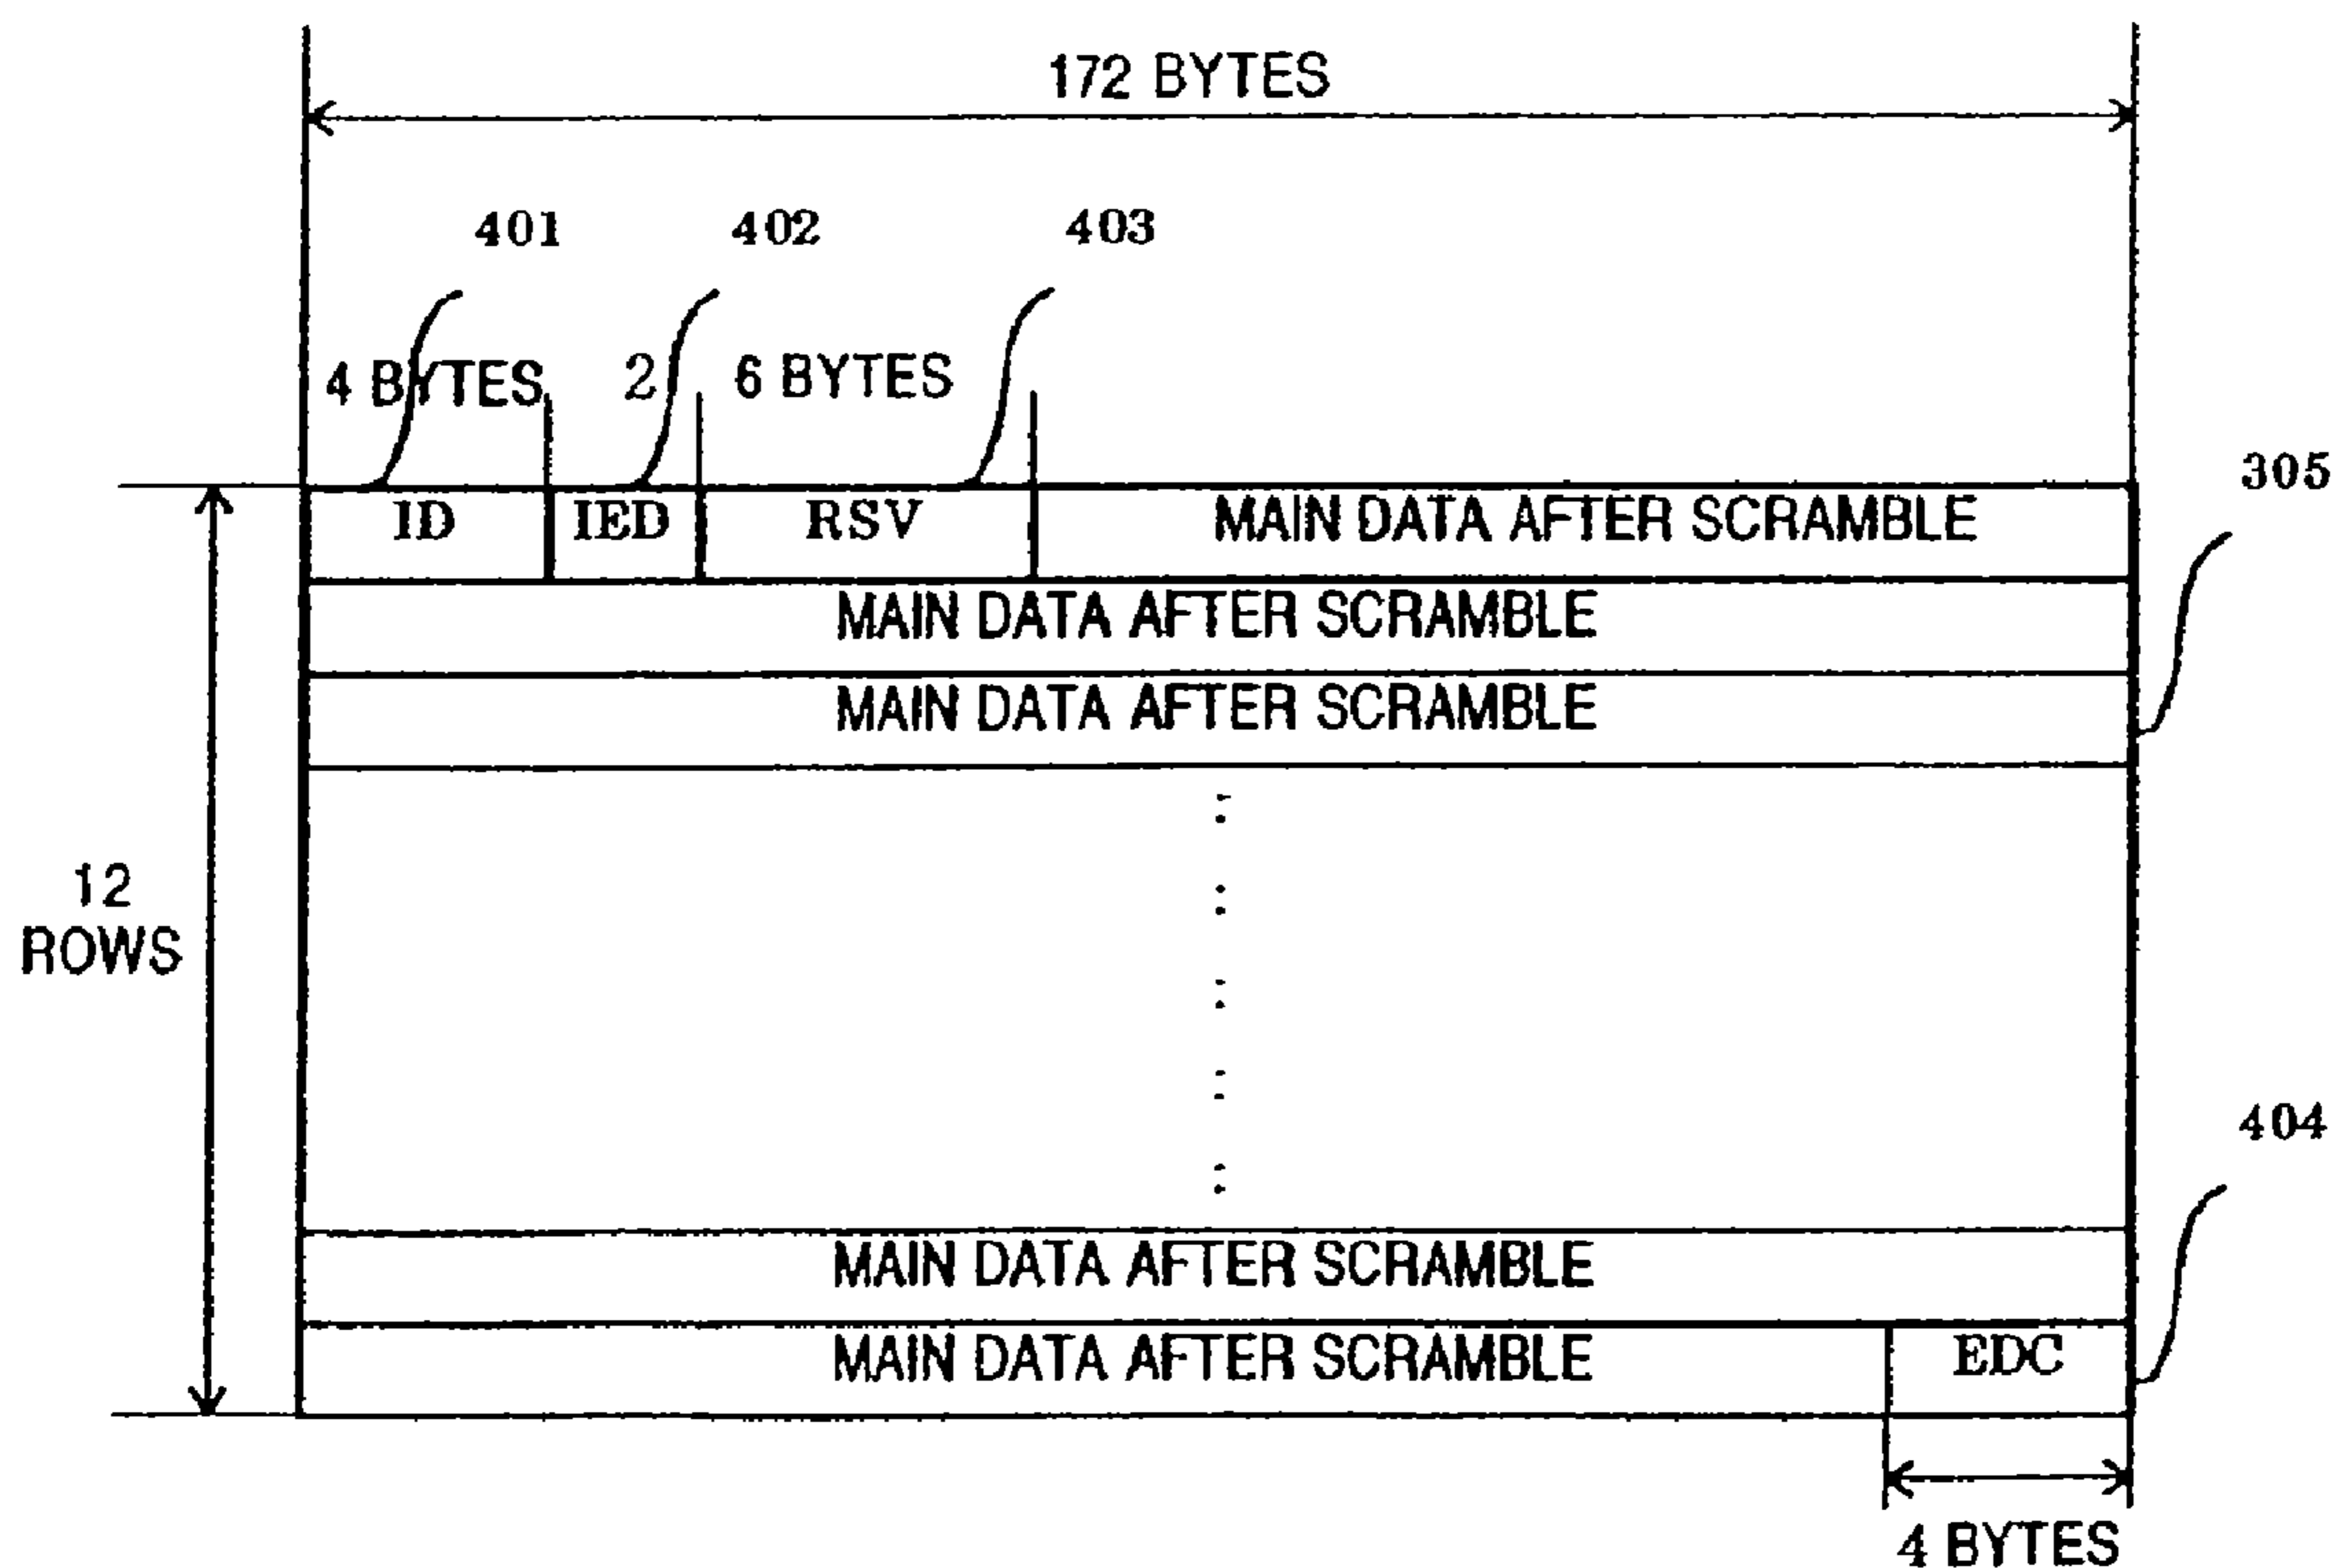 172 BYTES
401 402 403
4 BYTES 2 6 BYTES
305
ID IED RSV MAIN DATA AFTER SCRAMBLE
MAIN DATA AFTER SCRAMBLE
MAIN DATA AFTER SCRAMBLE
12
ROWS
404
MAIN DATA AFTER SCRAMBLE
MAIN DATA AFTER SCRAMBLE EDC
4 BYTES